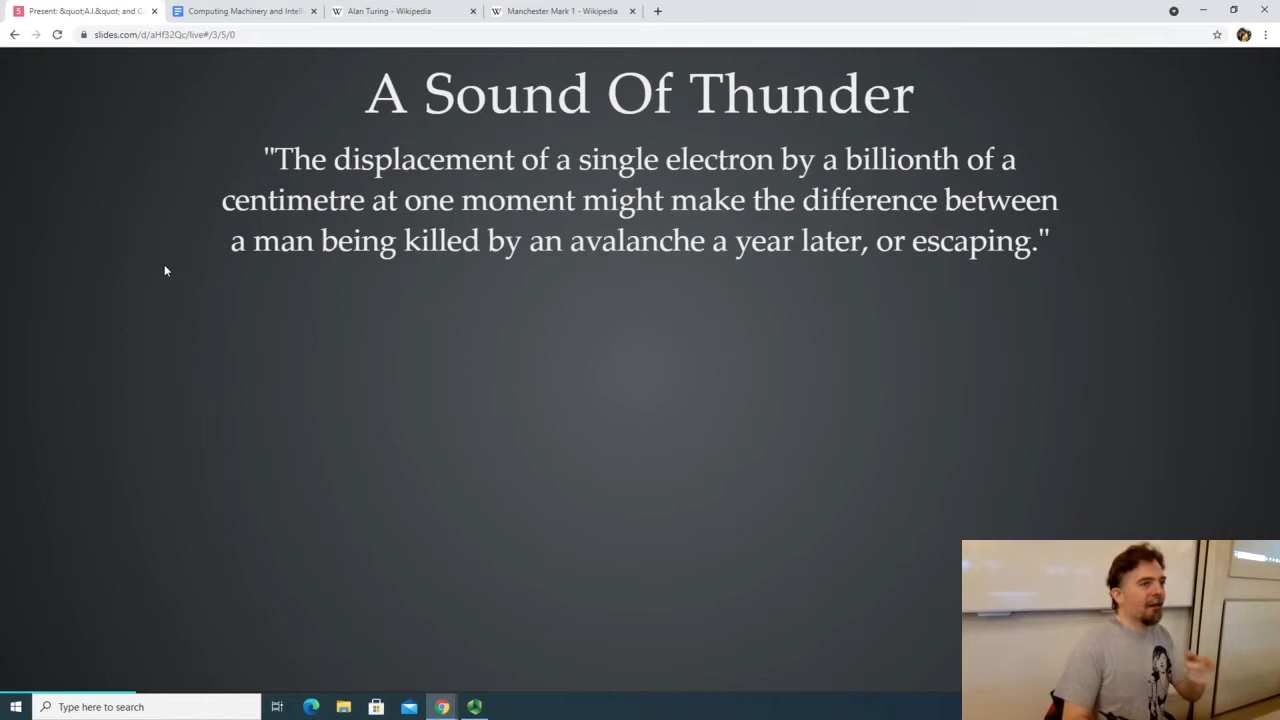 Present: &quot;A.I.&quot; and G
Computing Machinery and Intelli
Alan Turing - Wikipedia
Manchester Mark 1 - Wikipedia
slides.com/d/aHf32Qc/live#/3/5/0
A Sound Of Thunder
"The displacement of a single electron by a billionth of a
centimetre at one moment might make the difference between
a man being killed by an avalanche a year later, or escaping."
Type here to search